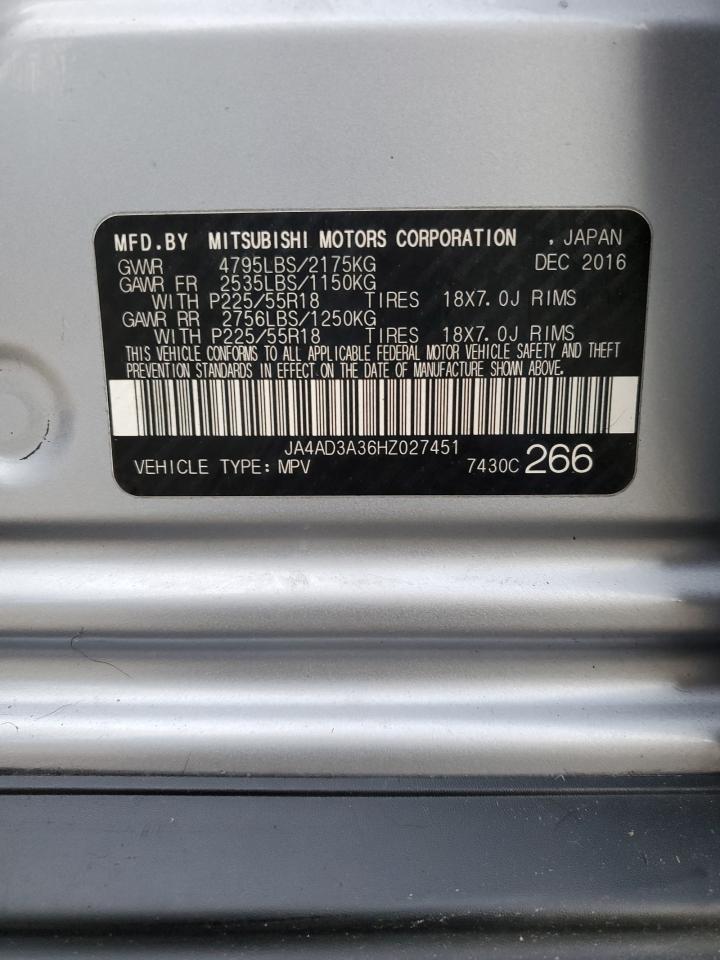 MFD.BY MITSUBISHI MOTORS CORPORATION , JAPAN
GVWR 4795LBS/2175KG DEC 2016
GAWR FR 2535LBS/1150KG
WITH P225/55R18 TIRES 18X7.0J RIMS
GAWR RR 2756LBS/1250KG
WITH P225/55R18 TIRES 18X7.0J RIMS
THIS VEHICLE CONFORMS TO ALL APPLICABLE FEDERAL MOTOR VEHICLE SAFETY AND THEFT
PREVENTION STANDARDS IN EFFECT ON THE DATE OF MANUFACTURE SHOWN ABOVE.
JA4AD3A36HZ027451
VEHICLE TYPE: MPV 7430C 266